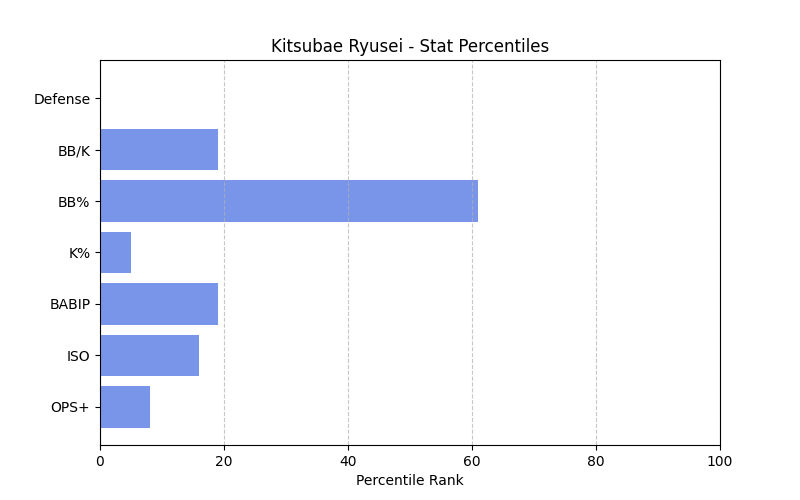 Kitsubae Ryusei - Stat Percentiles
Defense
BB/K
BB%
K%
BABIP
ISO
OPS+
0 20 40 60 80 100
Percentile Rank